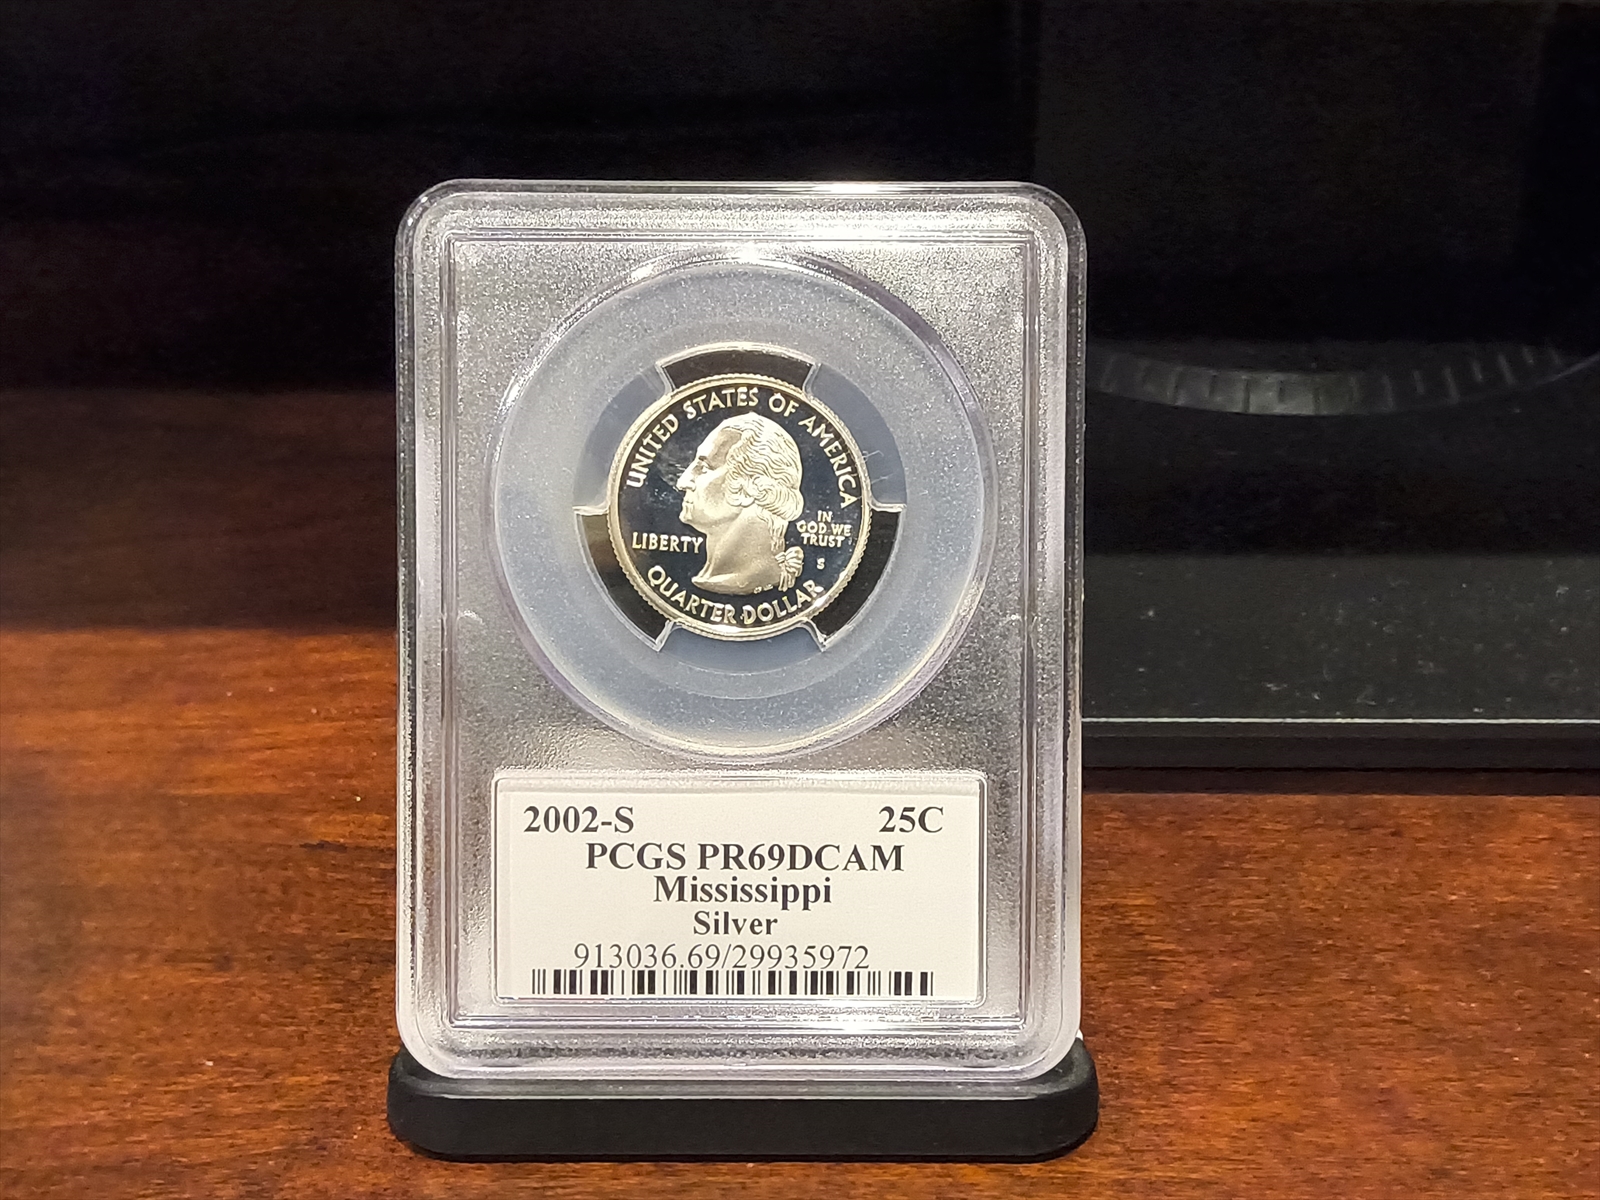 UNITED STATES OF AMERICA
LIBERTY
IN
GOD WE
TRUST
S
QUARTER DOLLAR
2002-S 25C
PCGS PR69DCAM
Mississippi
Silver
913036.69/29935972